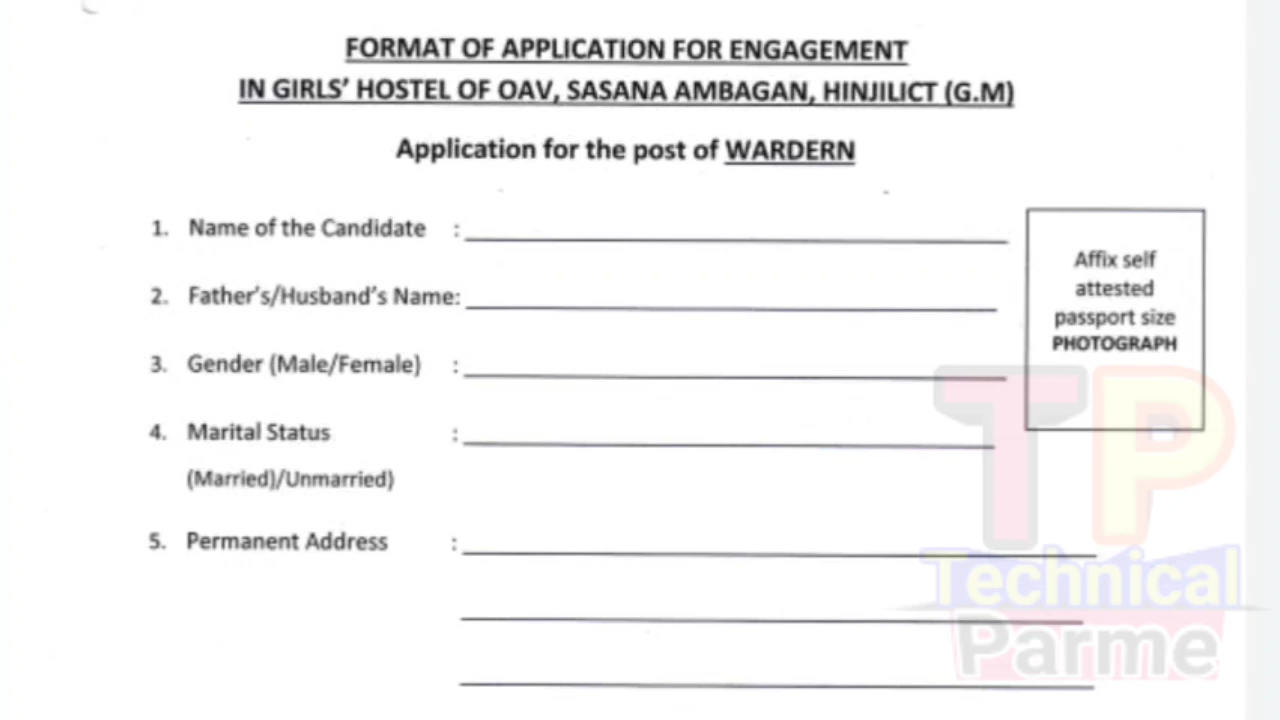 FORMAT OF APPLICATION FOR ENGAGEMENT
IN GIRLS' HOSTEL OF OAV, SASANA AMBAGAN, HINJILICT (G.M)
Application for the post of WARDERN
1. Name of the Candidate :
2. Father's/Husband's Name:
3. Gender (Male/Female) :
4. Marital Status :
(Married)/Unmarried)
5. Permanent Address :
Affix self
attested
passport size
PHOTOGRAPH
TP
Technical
Parme